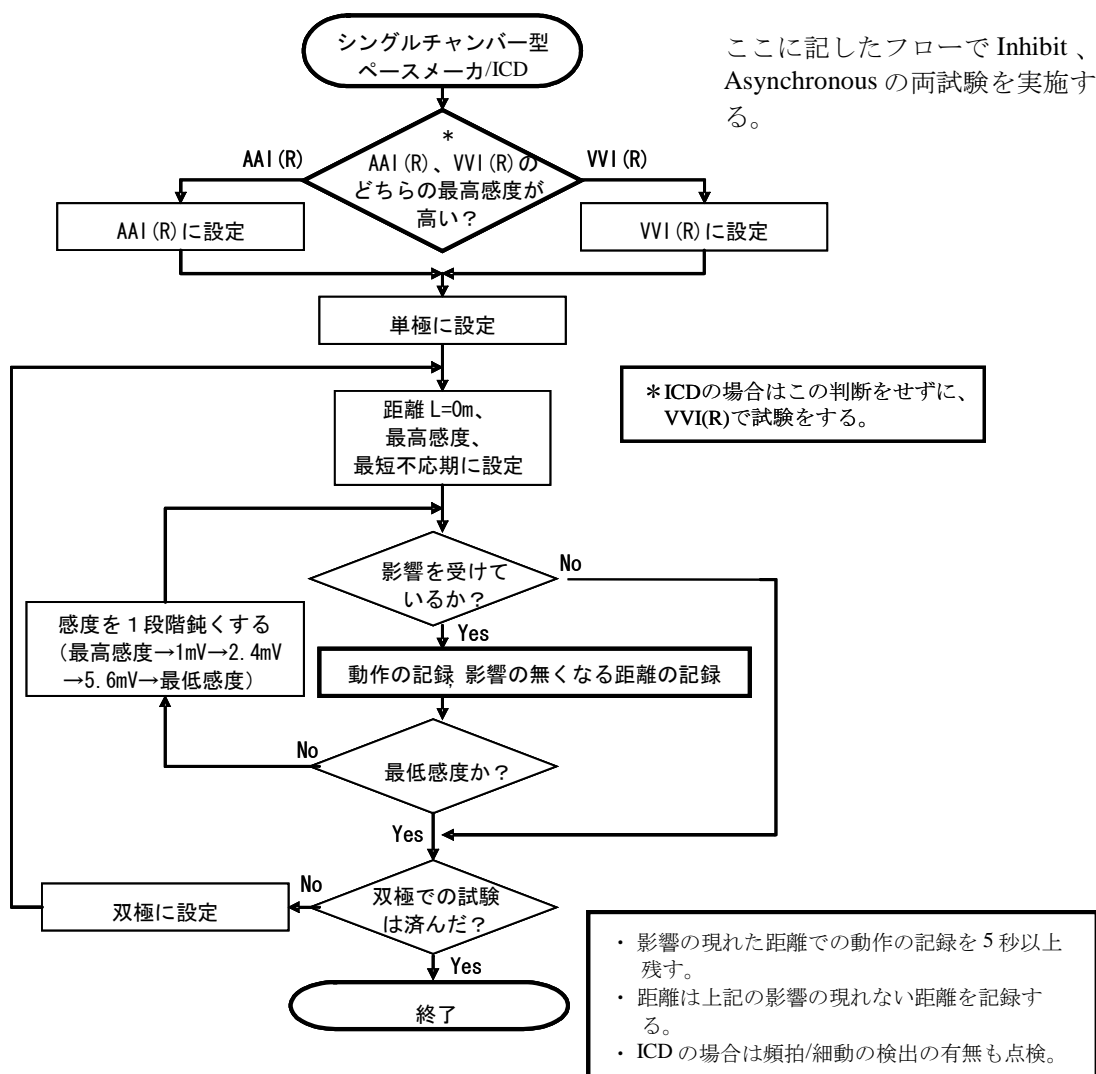 シングルチャンバー型
ペースメーカ/ICD
ここに記したフローで Inhibit 、
Asynchronous の両試験を実施す
る。
*
AAI(R)、VVI(R)の
どちらの最高感度が
高い？
AAI(R)
VVI(R)
AAI(R)に設定
VVI(R)に設定
単極に設定
＊ICDの場合はこの判断をせずに、
VVI(R)で試験をする。
距離 L=0m、
最高感度、
最短不応期に設定
影響を受けて
いるか？
No
Yes
感度を１段階鈍くする
（最高感度→1mV→2.4mV
→5.6mV→最低感度）
動作の記録, 影響の無くなる距離の記録
No
最低感度か？
Yes
No
双極での試験
は済んだ？
双極に設定
Yes
終了
・ 影響の現れた距離での動作の記録を 5 秒以上
残す。
・ 距離は上記の影響の現れない距離を記録す
る。
・ ICD の場合は頻拍/細動の検出の有無も点検。